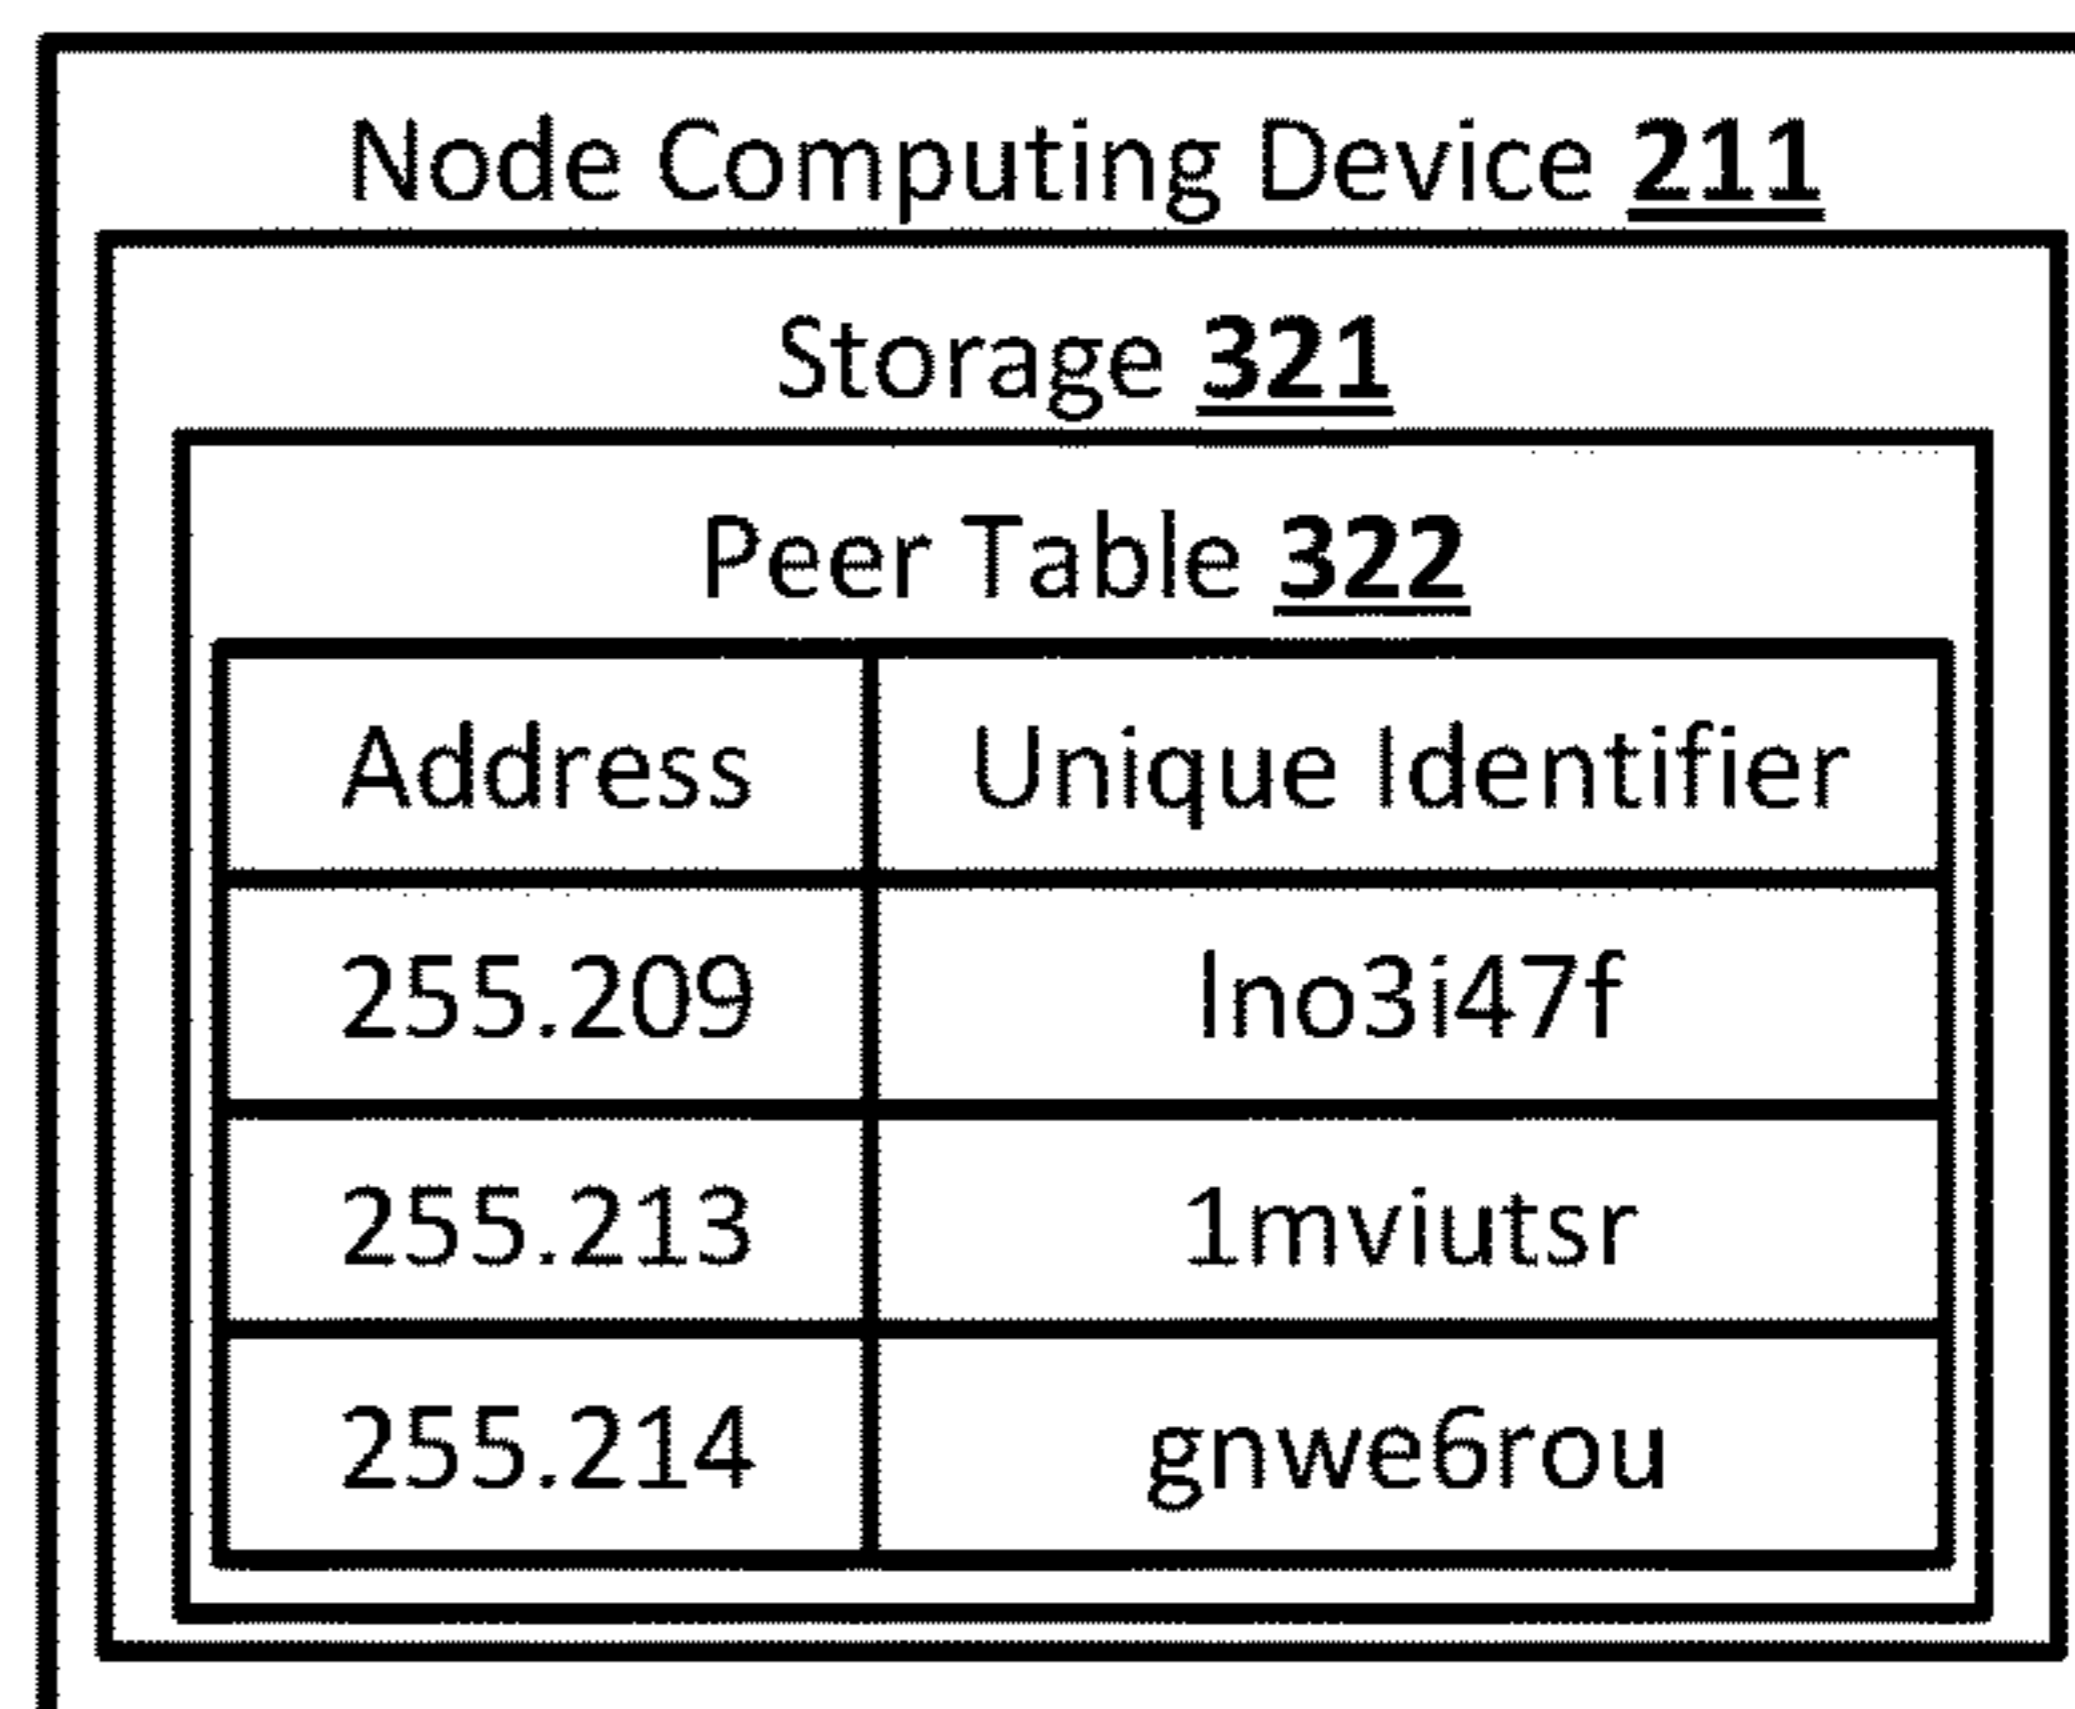 Node Computing Device 211
Storage 321
Peer Table 322
Address Unique Identifier
255.209 lno3i47f
255.213 1mviutsr
255.214 gnwe6rou